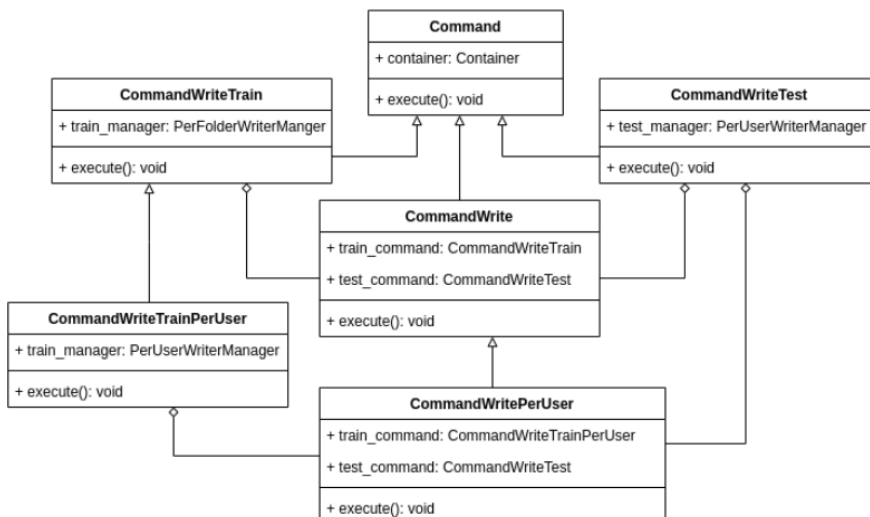 Command
+ container: Container
+ execute(): void
CommandWriteTrain
+ train_manager: PerFolderWriterManger
+ execute(): void
CommandWriteTest
+ test_manager: PerUserWriterManager
+ execute(): void
CommandWrite
+ train_command: CommandWriteTrain
+ test_command: CommandWriteTest
+ execute(): void
CommandWriteTrainPerUser
+ train_manager: PerUserWriterManager
+ execute(): void
CommandWritePerUser
+ train_command: CommandWriteTrainPerUser
+ test_command: CommandWriteTest
+ execute(): void